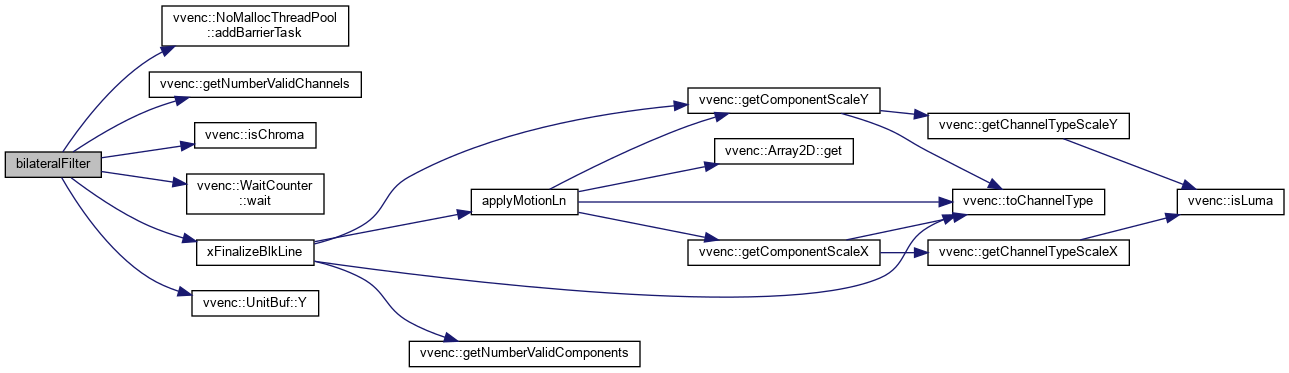 bilateralFilter
vvenc::NoMallocThreadPool
::addBarrierTask
vvenc::getNumberValidChannels
vvenc::isChroma
vvenc::WaitCounter
::wait
xFinalizeBlkLine
vvenc::UnitBuf::Y
applyMotionLn
vvenc::getNumberValidComponents
vvenc::getComponentScaleY
vvenc::Array2D::get
vvenc::getComponentScaleX
vvenc::getChannelTypeScaleY
vvenc::toChannelType
vvenc::getChannelTypeScaleX
vvenc::isLuma